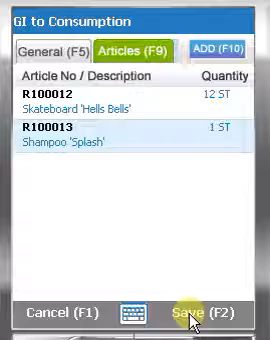 GI to Consumption
General (F5) Articles (F9) ADD (F10)
Article No / Description Quantity
R100012 12 ST
Skateboard 'Hells Bells'
R100013 1 ST
Shampoo 'Splash'
Cancel (F1) Save (F2)